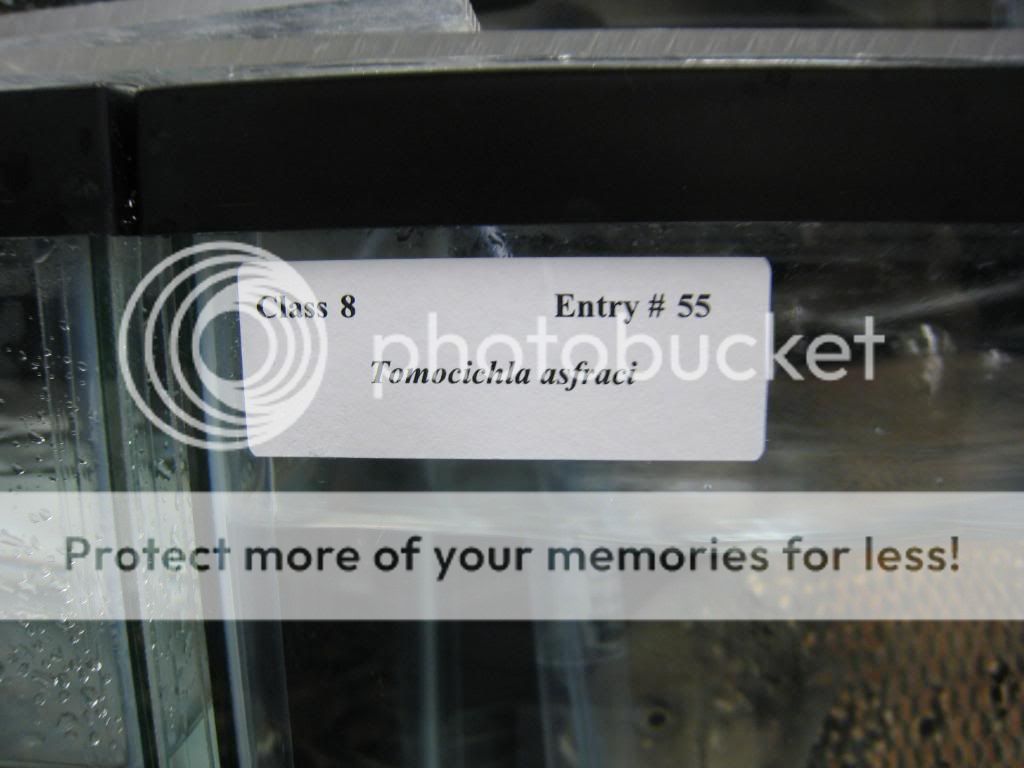 Class 8 Entry # 55
photobucket
Tomocichla asfraci
Protect more of your memories for less!